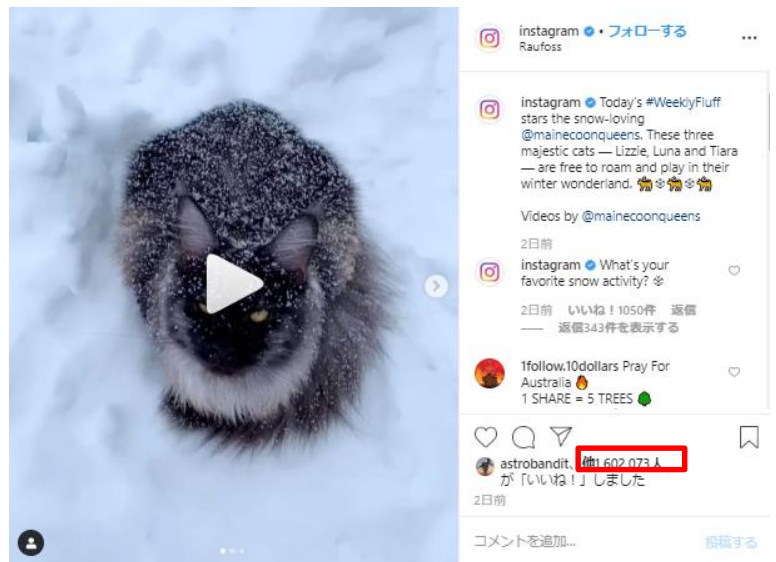 instagram • フォローする
Raufoss
instagram Today's #WeeklyFluff
stars the snow-loving
@mainecoonqueens. These three
majestic cats — Lizzie, Luna and Tiara
— are free to roam and play in their
winter wonderland. 🐈❄🐈❄🐈
Videos by @mainecoonqueens
2日前
instagram What's your
favorite snow activity? ❄
2日前 いいね！1050件 返信
返信343件を表示する
1follow.10dollars Pray For
Australia 🔥
1 SHARE = 5 TREES 🌳
astrobandit、他1,602,073人
が「いいね！」しました
2日前
コメントを追加...
投稿する